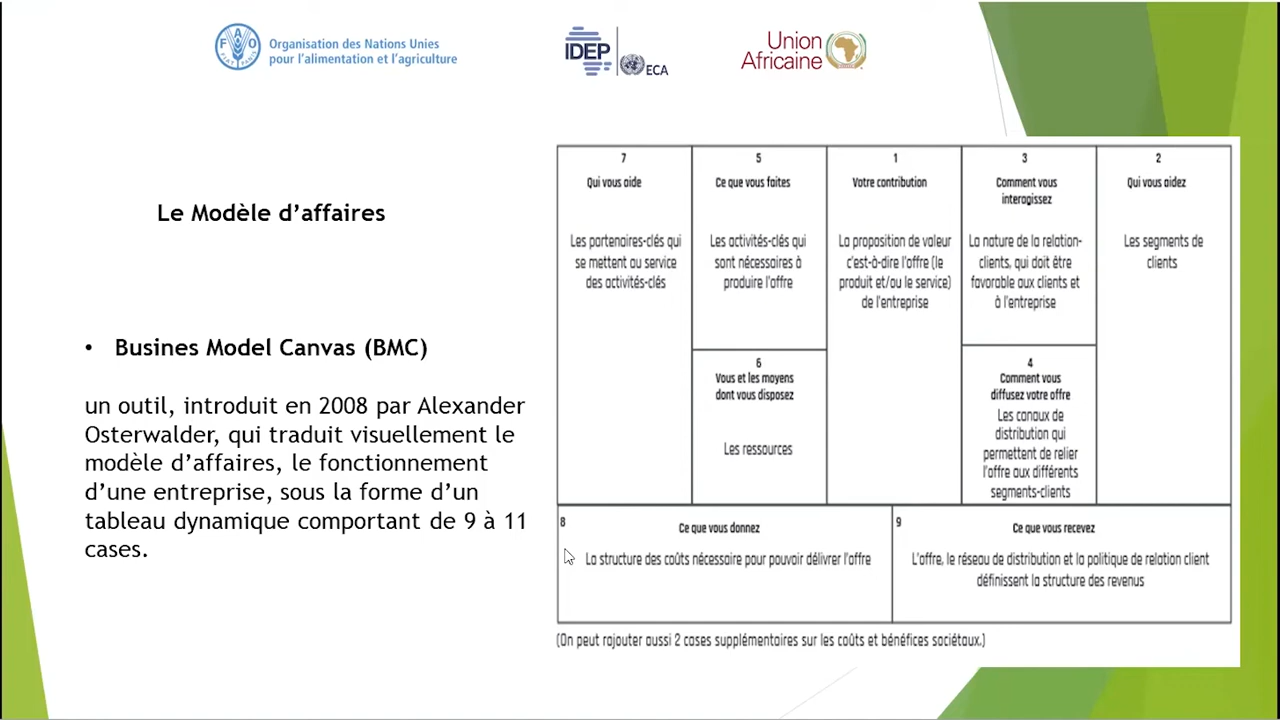 Organisation des Nations Unies
pour l'alimentation et l'agriculture
FAO
FIAT PANIS
IDEP
ECA
Union
Africaine
Le Modèle d'affaires
• Busines Model Canvas (BMC)
un outil, introduit en 2008 par Alexander
Osterwalder, qui traduit visuellement le
modèle d'affaires, le fonctionnement
d'une entreprise, sous la forme d'un
tableau dynamique comportant de 9 à 11
cases.
7
Qui vous aide
Les partenaires-clés qui
se mettent au service
des activités-clés
5
Ce que vous faites
Les activités-clés qui
sont nécessaires à
produire l'offre
6
Vous et les moyens
dont vous disposez
Les ressources
1
Votre contribution
La proposition de valeur
c'est-à-dire l'offre (le
produit et/ou le service)
de l'entreprise
3
Comment vous
interagissez
La nature de la relation-
clients, qui doit être
favorable aux clients et
à l'entreprise
4
Comment vous
diffusez votre offre
Les canaux de
distribution qui
permettent de relier
l'offre aux différents
segments-clients
2
Qui vous aidez
Les segments de
clients
8
Ce que vous donnez
La structure des coûts nécessaire pour pouvoir délivrer l'offre
9
Ce que vous recevez
L'offre, le réseau de distribution et la politique de relation client
définissent la structure des revenus
(On peut rajouter aussi 2 cases supplémentaires sur les coûts et bénéfices sociétaux.)